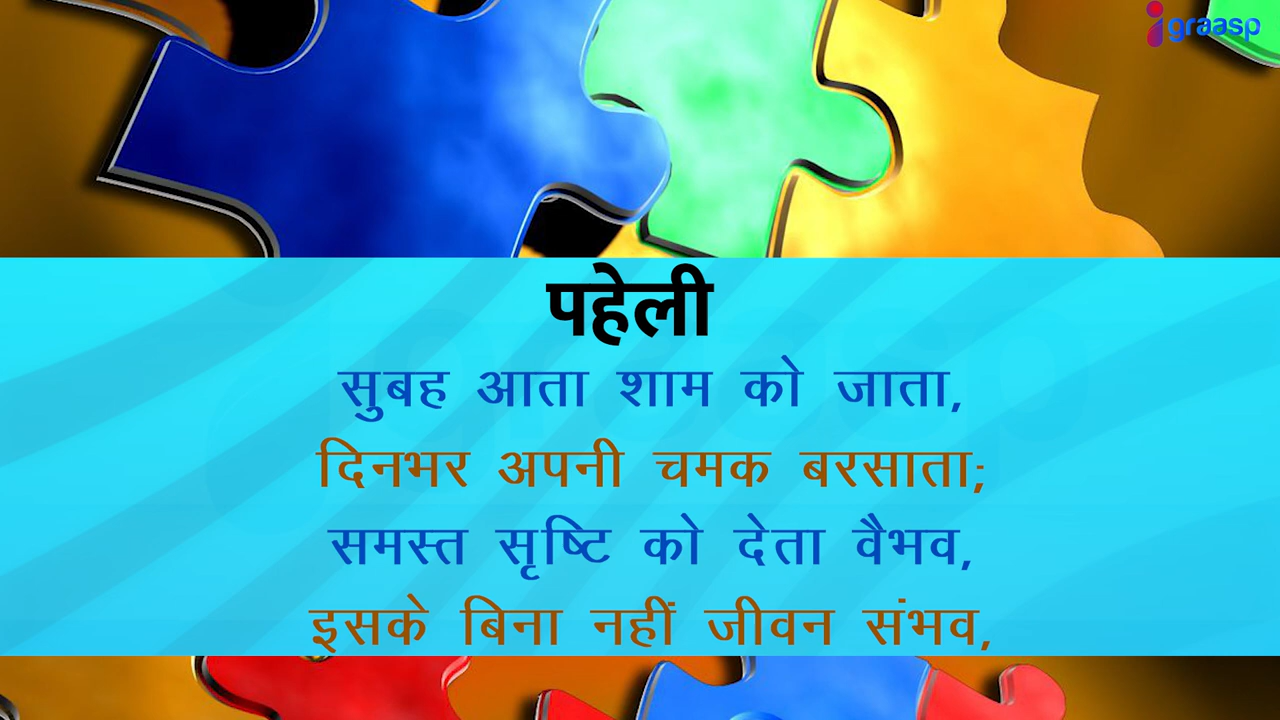 igraasp
पहेली
सुबह आता शाम को जाता,
दिनभर अपनी चमक बरसाता;
समस्त सृष्टि को देता वैभव,
इसके बिना नहीं जीवन संभव,